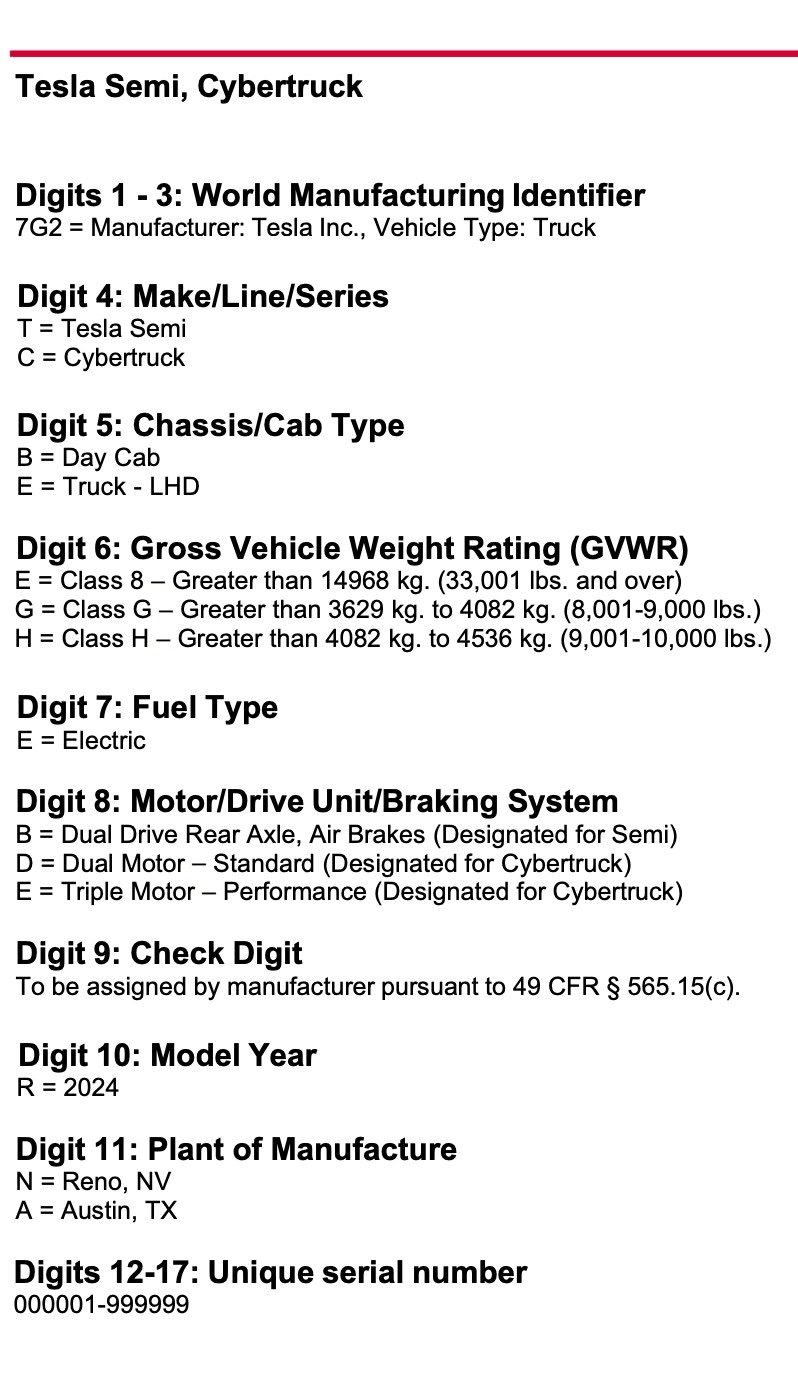 Tesla Semi, Cybertruck
Digits 1 - 3: World Manufacturing Identifier
7G2 = Manufacturer: Tesla Inc., Vehicle Type: Truck
Digit 4: Make/Line/Series
T = Tesla Semi
C = Cybertruck
Digit 5: Chassis/Cab Type
B = Day Cab
E = Truck - LHD
Digit 6: Gross Vehicle Weight Rating (GVWR)
E = Class 8 – Greater than 14968 kg. (33,001 lbs. and over)
G = Class G – Greater than 3629 kg. to 4082 kg. (8,001-9,000 lbs.)
H = Class H – Greater than 4082 kg. to 4536 kg. (9,001-10,000 lbs.)
Digit 7: Fuel Type
E = Electric
Digit 8: Motor/Drive Unit/Braking System
B = Dual Drive Rear Axle, Air Brakes (Designated for Semi)
D = Dual Motor – Standard (Designated for Cybertruck)
E = Triple Motor – Performance (Designated for Cybertruck)
Digit 9: Check Digit
To be assigned by manufacturer pursuant to 49 CFR § 565.15(c).
Digit 10: Model Year
R = 2024
Digit 11: Plant of Manufacture
N = Reno, NV
A = Austin, TX
Digits 12-17: Unique serial number
000001-999999